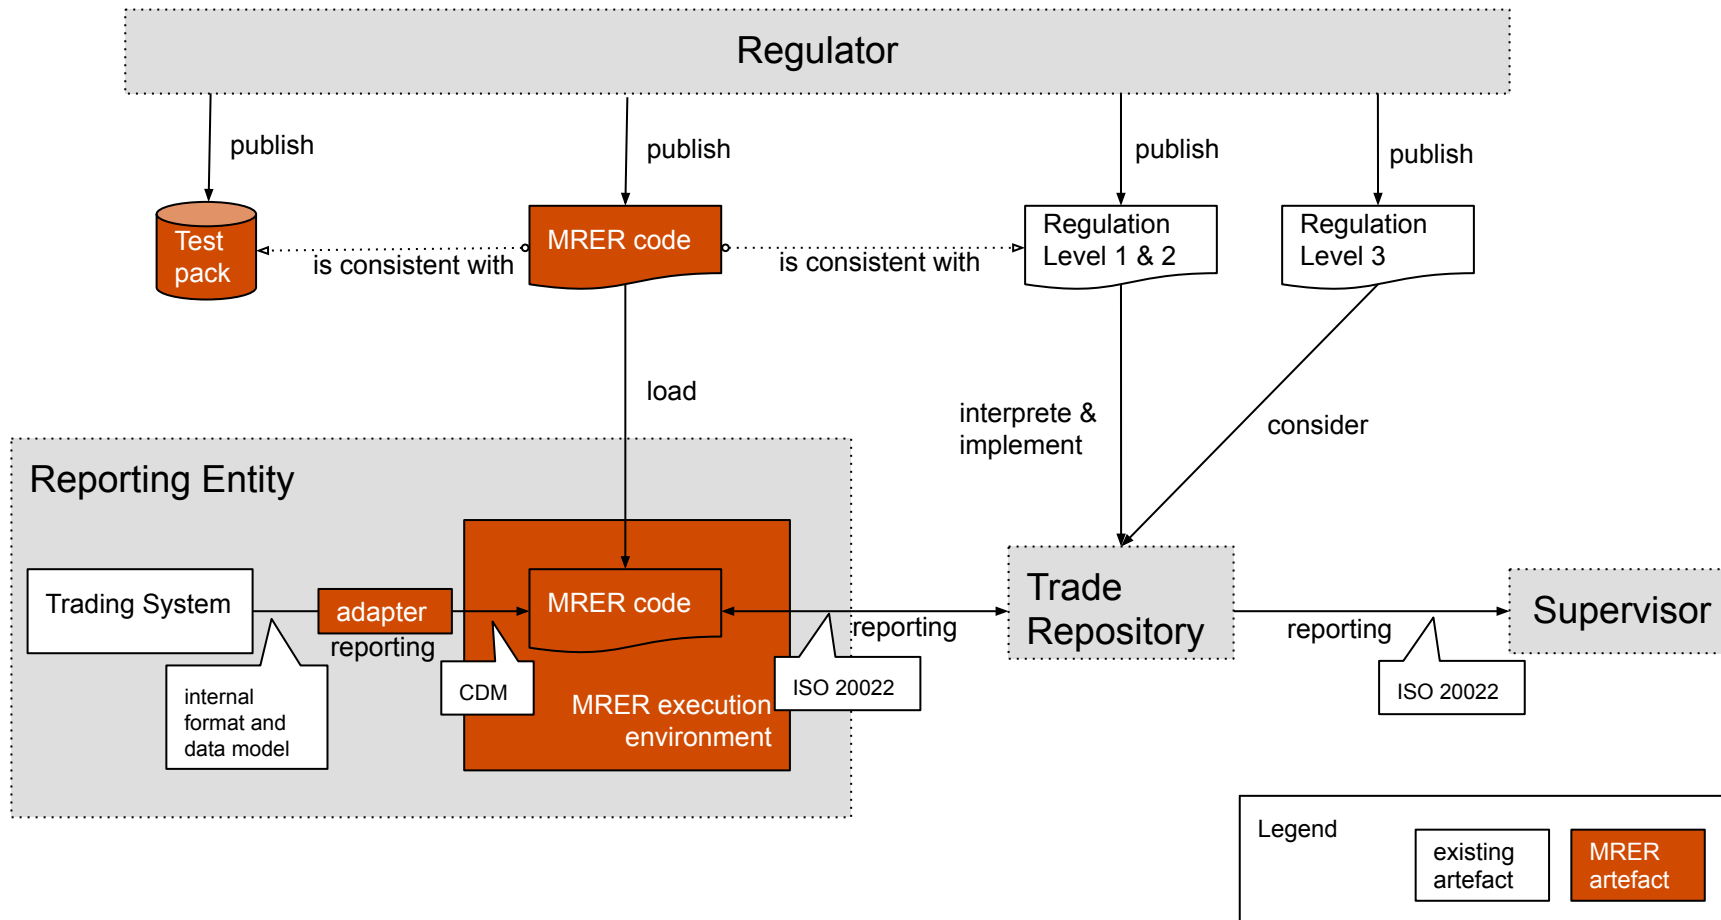 Regulator
publish
publish
publish
publish
Test
pack
is consistent with
MRER code
is consistent with
Regulation
Level 1 & 2
Regulation
Level 3
load
interprete &
implement
consider
Reporting Entity
Trading System
adapter
reporting
MRER code
reporting
Trade
Repository
reporting
Supervisor
internal
format and
data model
CDM
MRER execution
environment
ISO 20022
ISO 20022
Legend
existing
artefact
MRER
artefact